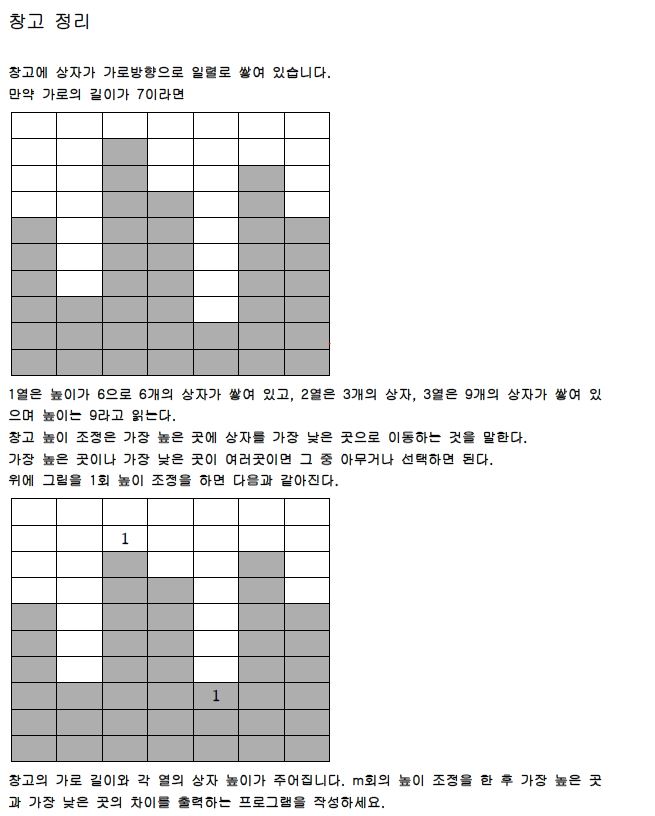 창고 정리
창고에 상자가 가로방향으로 일렬로 쌓여 있습니다.
만약 가로의 길이가 7이라면
1열은 높이가 6으로 6개의 상자가 쌓여 있고, 2열은 3개의 상자, 3열은 9개의 상자가 쌓여 있
으며 높이는 9라고 읽는다.
창고 높이 조정은 가장 높은 곳에 상자를 가장 낮은 곳으로 이동하는 것을 말한다.
가장 높은 곳이나 가장 낮은 곳이 여러곳이면 그 중 아무거나 선택하면 된다.
위에 그림을 1회 높이 조정을 하면 다음과 같아진다.
1
1
창고의 가로 길이와 각 열의 상자 높이가 주어집니다. m회의 높이 조정을 한 후 가장 높은 곳
과 가장 낮은 곳의 차이를 출력하는 프로그램을 작성하세요.